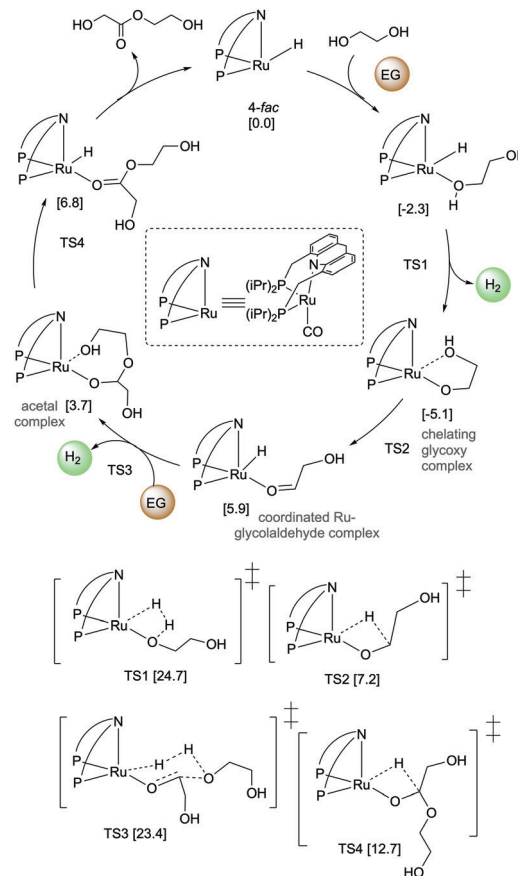 HO
O
O
OH
N
P
P
Ru
H
4-fac
[0.0]
HO
OH
EG
N
P
P
Ru
H
O
H
OH
[-2.3]
TS1
H2
N
P
P
Ru
H
O
O
[-5.1]
chelating
glycoxy
complex
TS2
N
P
P
Ru
H
O
OH
[5.9]
coordinated Ru-
glycolaldehyde complex
EG
TS3
H2
N
P
P
Ru
OH
O
O
OH
acetal [3.7]
complex
TS4
N
P
P
Ru
H
O
O
OH
HO
[6.8]
N
P
P
Ru
(iPr)2P
(iPr)2P
N
Ru
CO
N
P
P
Ru
H
H
O
OH
‡
TS1 [24.7]
N
P
P
Ru
H
O
OH
‡
TS2 [7.2]
N
P
P
Ru
H
H
O
O
OH
OH
‡
TS3 [23.4]
N
P
P
Ru
H
O
OH
O
HO
‡
TS4 [12.7]